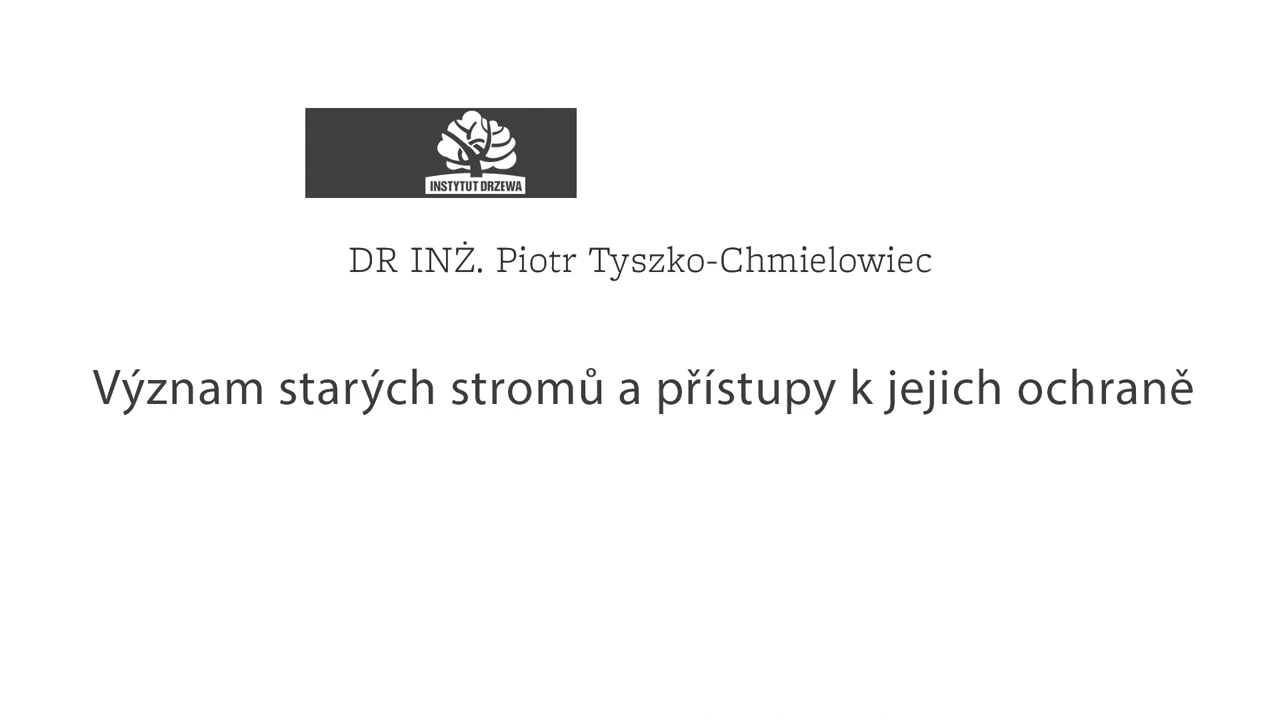 INSTYTUT DRZEWA
DR INŻ. Piotr Tyszko-Chmielowiec
Význam starých stromů a přístupy k jejich ochraně